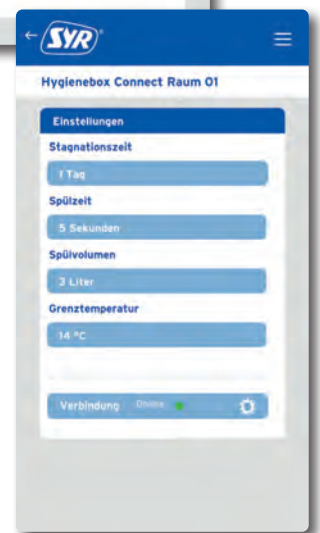 SYR
Hygienebox Connect Raum 01
Einstellungen
Stagnationszeit
1 Tag
Spülzeit
5 Sekunden
Spülvolumen
3 Liter
Grenztemperatur
14 °C
Verbindung Online